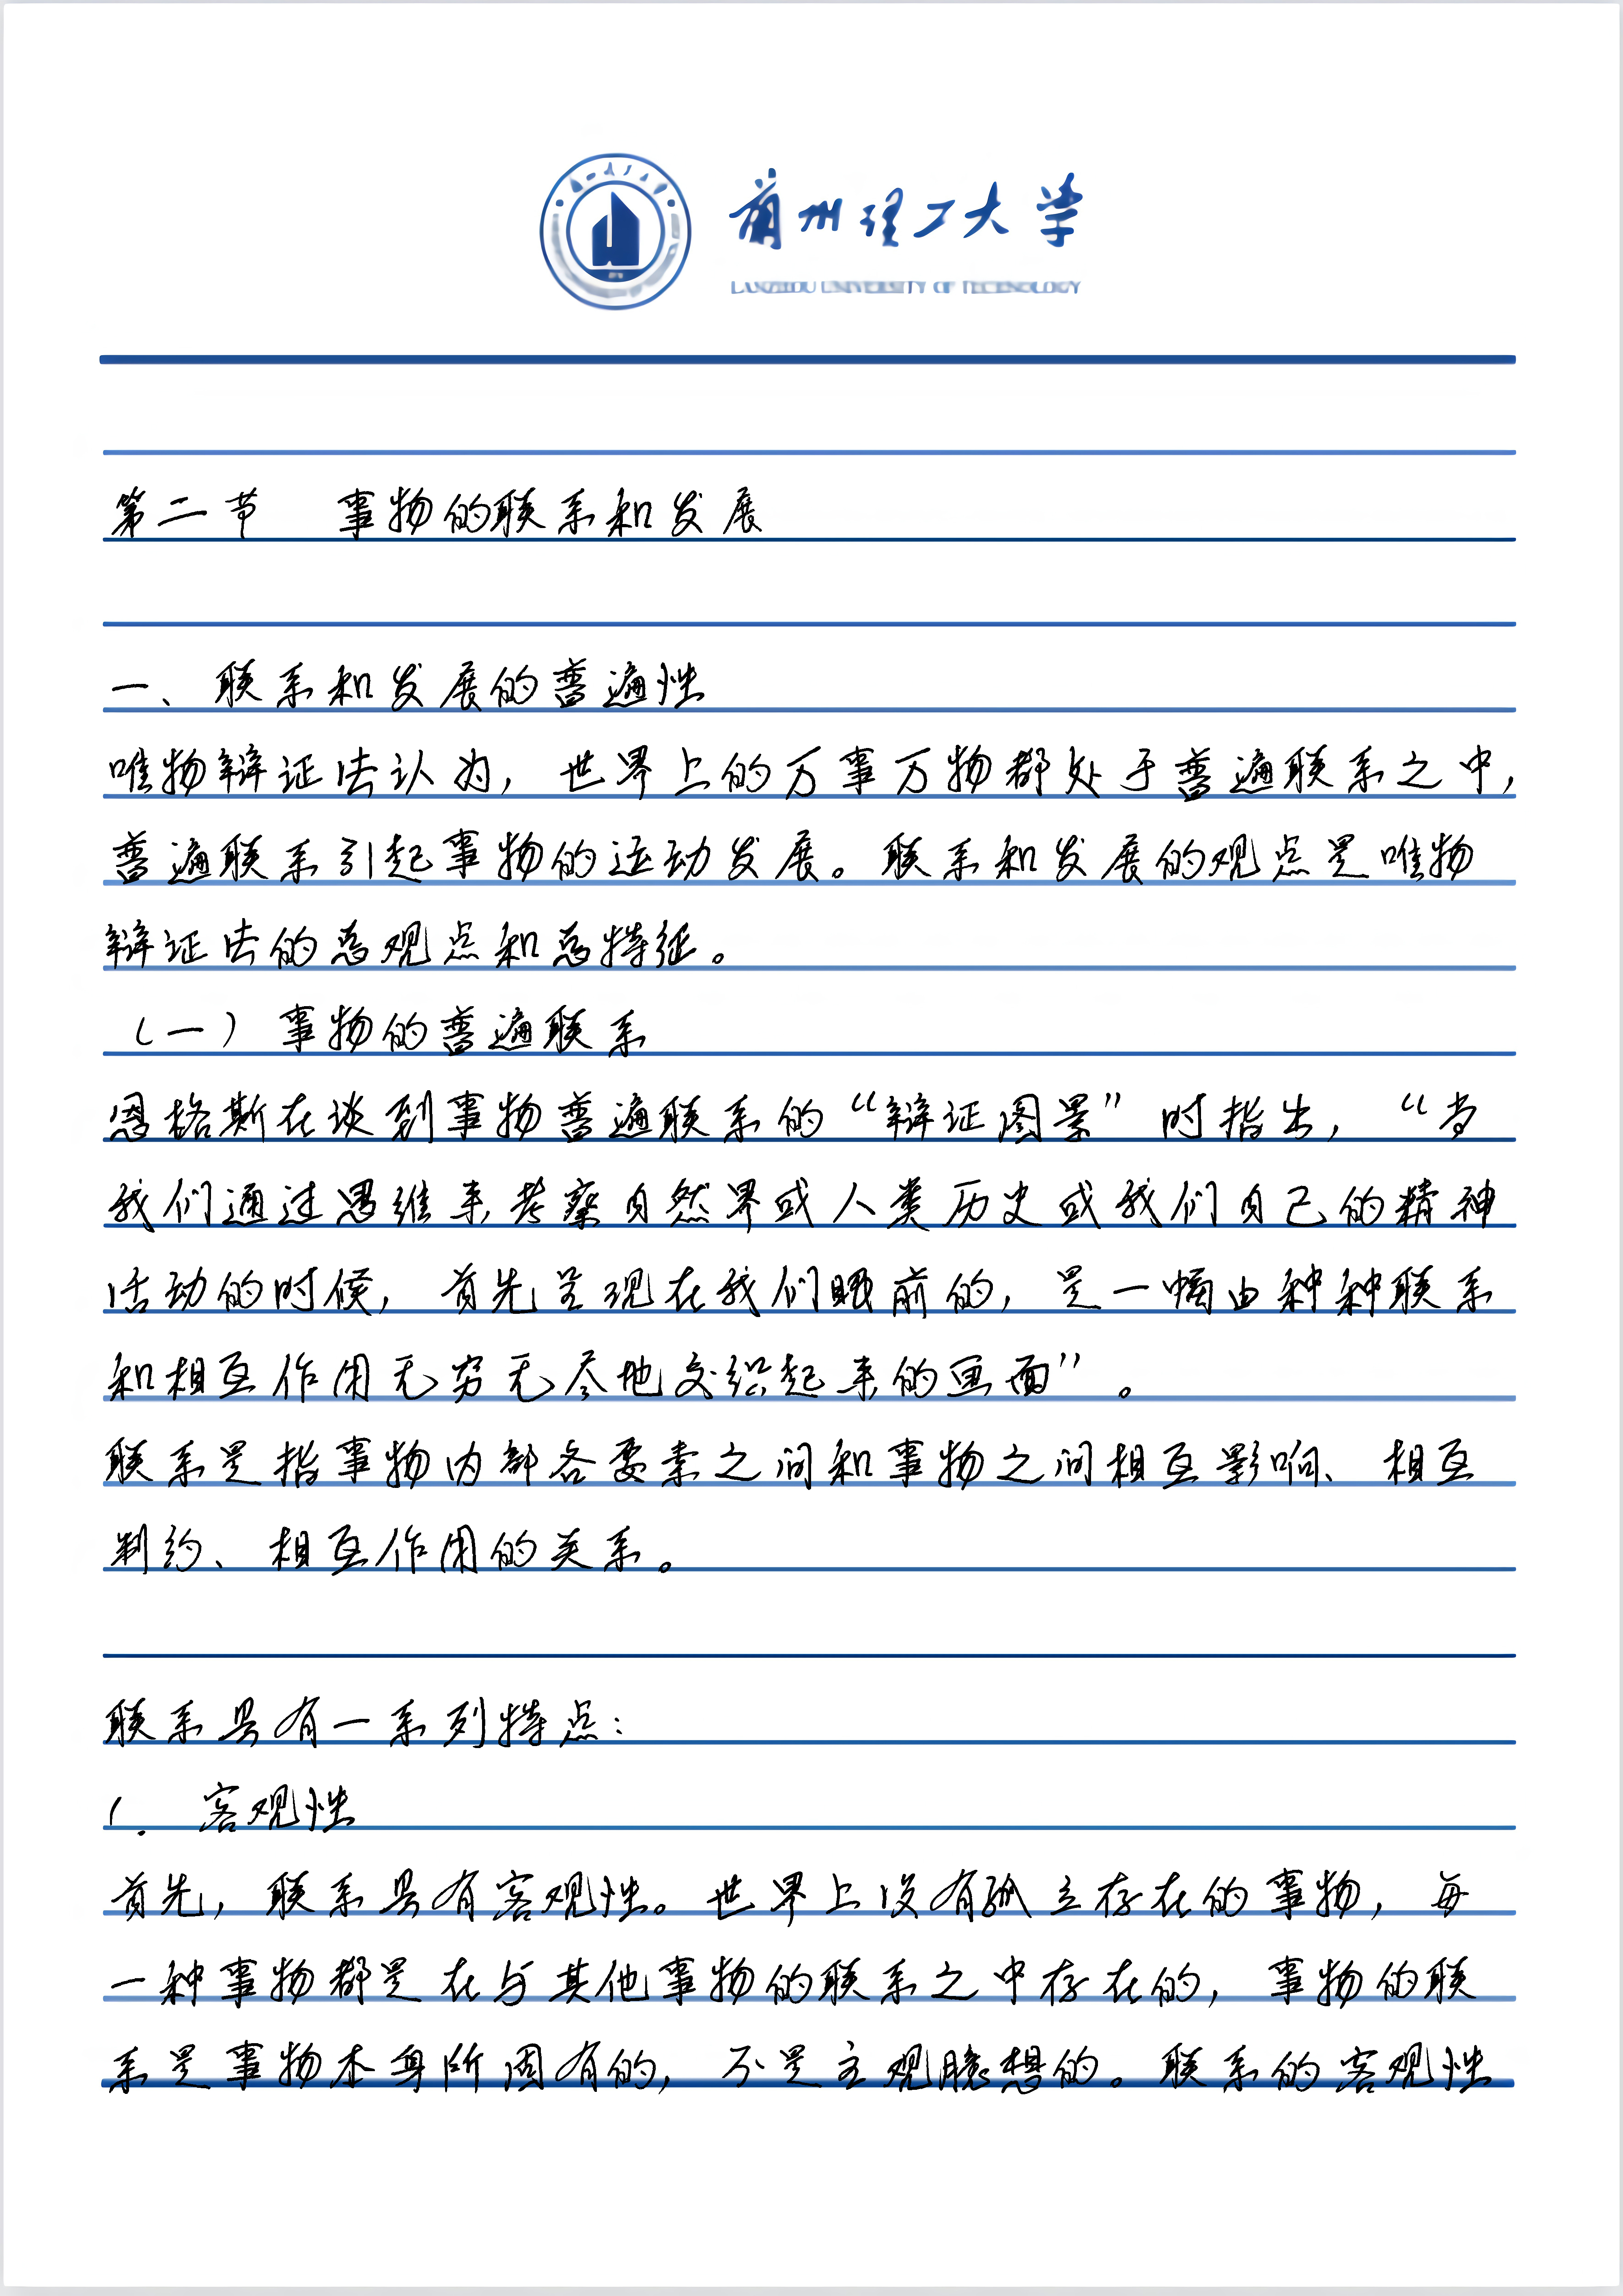 兰州理工大学
LANZHOU UNIVERSITY OF TECHNOLOGY
第二节 事物的联系和发展
一、联系和发展的普遍性
唯物辩证法认为，世界上的万事万物都处于普遍联系之中，
普遍联系引起事物的运动发展。联系和发展的观点是唯物
辩证法的总观点和总特征。
（一）事物的普遍联系
恩格斯在谈到事物普遍联系的“辩证图景”时指出，“当
我们通过思维来考察自然界或人类历史或我们自己的精神
活动的时候，首先呈现在我们眼前的，是一幅由种种联系
和相互作用无穷无尽地交织起来的画面”。
联系是指事物内部各要素之间和事物之间相互影响、相互
制约、相互作用的关系。
联系具有一系列特点：
1. 客观性
首先，联系具有客观性。世界上没有孤立存在的事物，每
一种事物都是在与其他事物的联系之中存在的，事物的联
系是事物本身所固有的，不是主观臆想的。联系的客观性